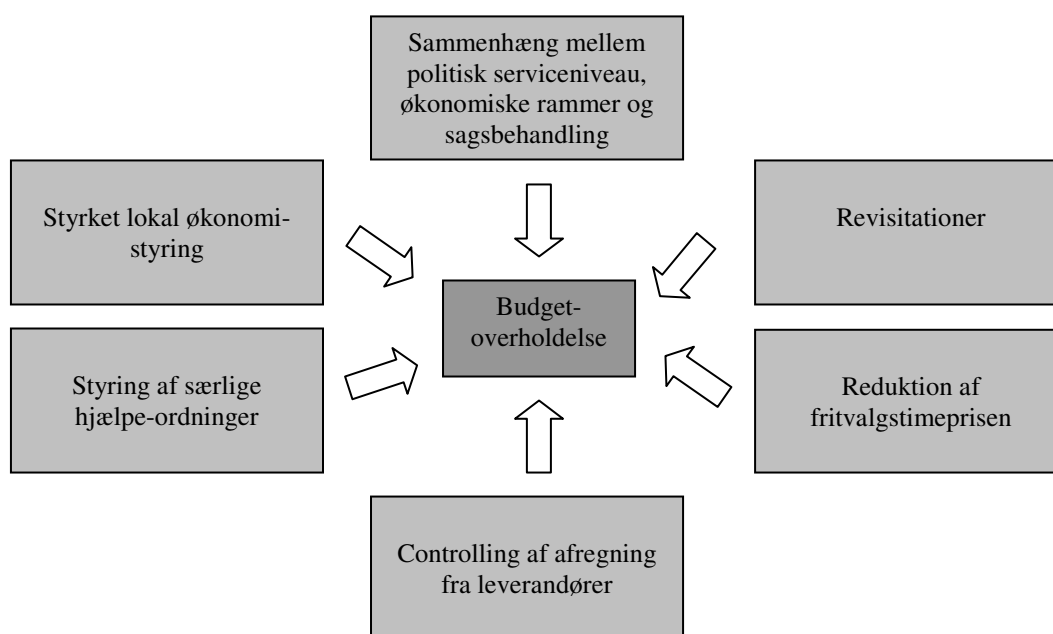 Sammenhæng mellem
politisk serviceniveau,
økonomiske rammer og
sagsbehandling
Styrket lokal økonomi-
styring
Revisitationer
Budget-
overholdelse
Styring af særlige
hjælpe-ordninger
Reduktion af
fritvalgstimeprisen
Controlling af afregning
fra leverandører